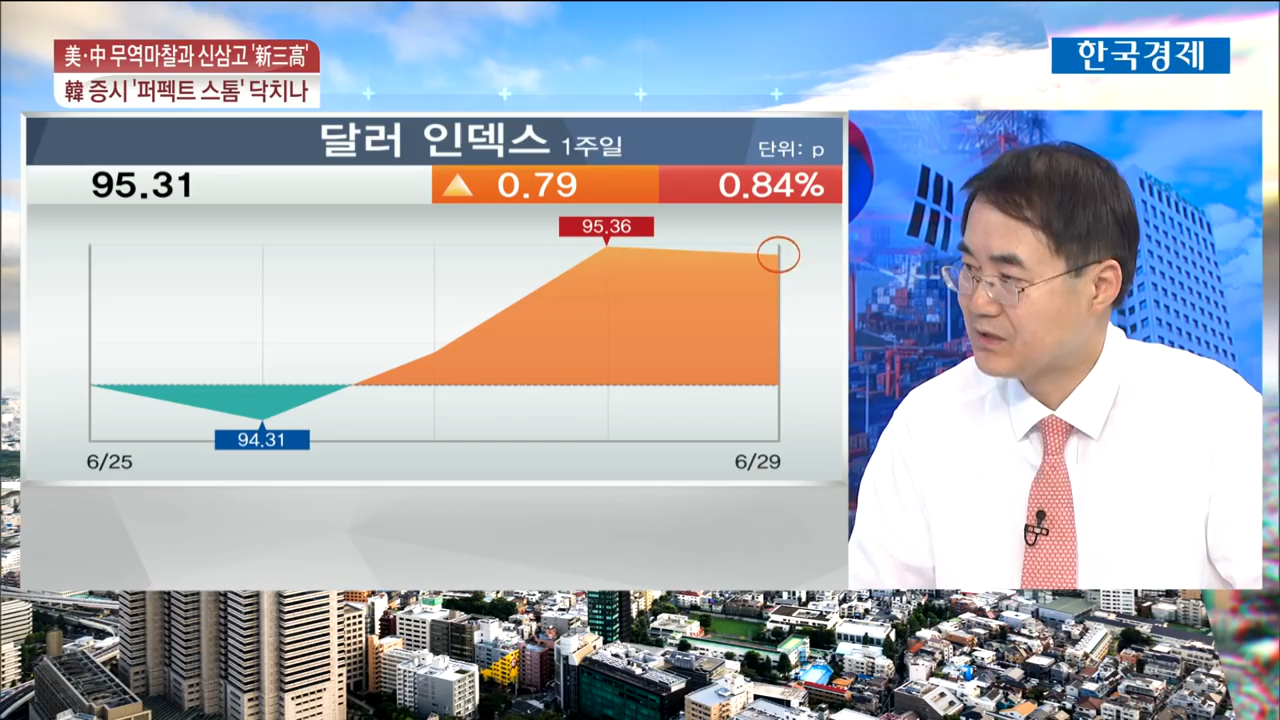 美·中 무역마찰과 신삼고 '新三高'
韓 증시 '퍼펙트 스톰' 닥치나
한국경제
달러 인덱스 1주일
단위: p
95.31
0.79
0.84%
95.36
94.31
6/25
6/29